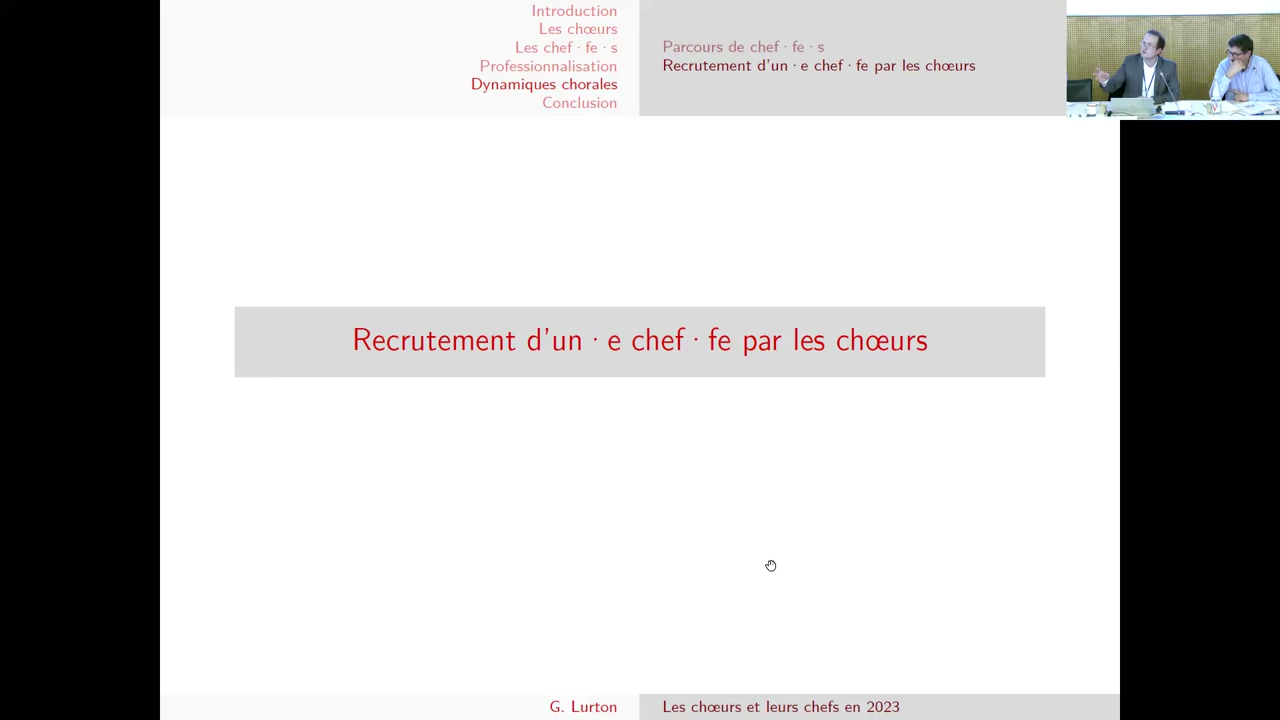 Introduction
Les chœurs
Les chef · fe · s
Professionnalisation
Dynamiques chorales
Conclusion
Parcours de chef · fe · s
Recrutement d'un · e chef · fe par les chœurs
Recrutement d'un · e chef · fe par les chœurs
G. Lurton
Les chœurs et leurs chefs en 2023